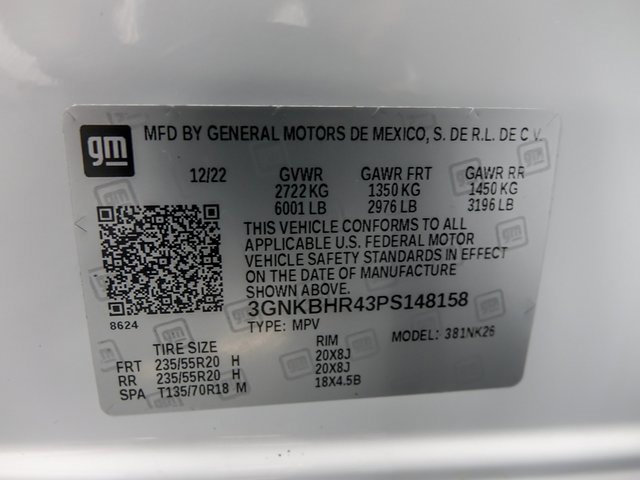 gm
MFD BY GENERAL MOTORS DE MEXICO, S. DE R.L. DE C.V.
12/22 GVWR GAWR FRT GAWR RR
2722 KG 1350 KG 1450 KG
6001 LB 2976 LB 3196 LB
THIS VEHICLE CONFORMS TO ALL
APPLICABLE U.S. FEDERAL MOTOR
VEHICLE SAFETY STANDARDS IN EFFECT
ON THE DATE OF MANUFACTURE
SHOWN ABOVE.
8624
3GNKBHR43PS148158
TYPE: MPV MODEL: 381NK26
TIRE SIZE RIM
FRT 235/55R20 H 20X8J
RR 235/55R20 H 20X8J
SPA T135/70R18 M 18X4.5B